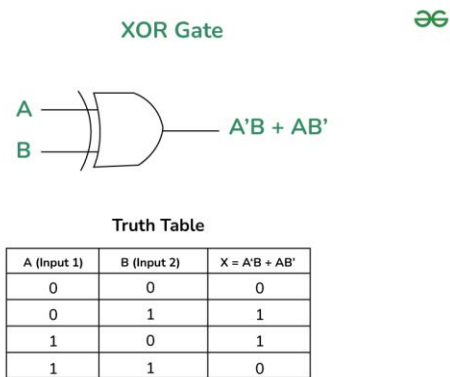 XOR Gate
A
B
A'B + AB'
Truth Table
A (Input 1) B (Input 2) X = A'B + AB'
0 0 0
0 1 1
1 0 1
1 1 0